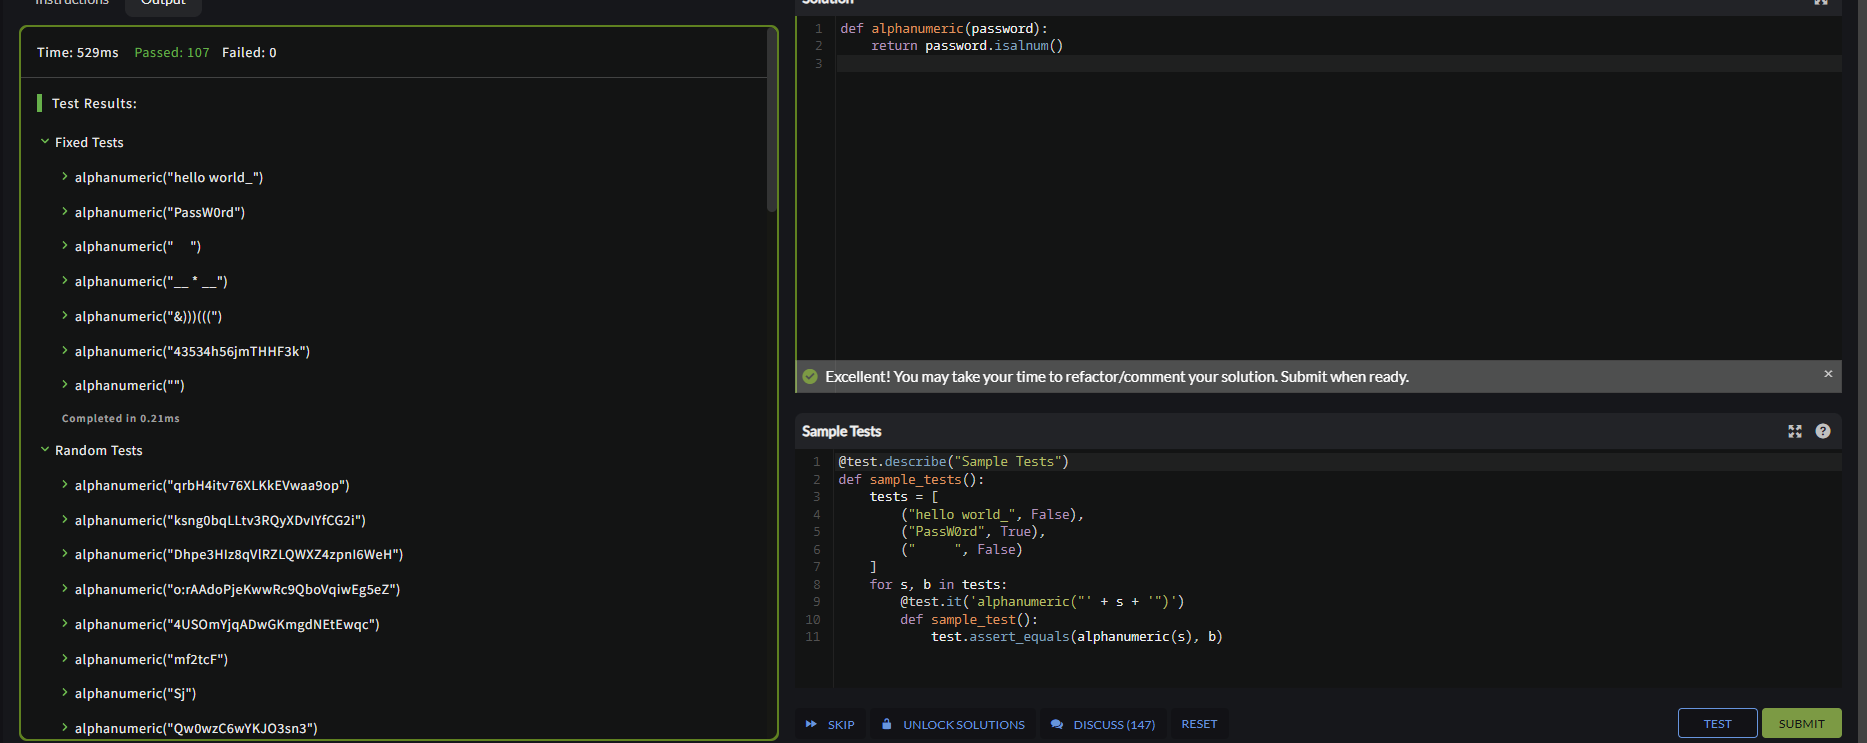 Instructions Output
Time: 529ms Passed: 107 Failed: 0
Test Results:
Fixed Tests
alphanumeric("hello world_")
alphanumeric("PassW0rd")
alphanumeric("     ")
alphanumeric("__ * __")
alphanumeric("&)))(((")
alphanumeric("43534h56jmTHHF3k")
alphanumeric("")
Completed in 0.21ms
Random Tests
alphanumeric("qrbH4itv76XLKkEVwaa9op")
alphanumeric("ksng0bqLLtv3RQyXDvIYfCG2i")
alphanumeric("Dhpe3HIz8qVlRZLQWXZ4zpnI6WeH")
alphanumeric("o:rAAdoPjeKwwRc9QboVqiwEg5eZ")
alphanumeric("4USOmYjqADwGKmgdNEtEwqc")
alphanumeric("mf2tcF")
alphanumeric("Sj")
alphanumeric("Qw0wzC6wYKJO3sn3")
Solution
1 def alphanumeric(password):
2     return password.isalnum()
3
Excellent! You may take your time to refactor/comment your solution. Submit when ready. ×
Sample Tests ?
1 @test.describe("Sample Tests")
2 def sample_tests():
3     tests = [
4         ("hello world_", False),
5         ("PassW0rd", True),
6         ("     ", False)
7     ]
8     for s, b in tests:
9         @test.it('alphanumeric("' + s + '")')
10         def sample_test():
11             test.assert_equals(alphanumeric(s), b)
SKIP UNLOCK SOLUTIONS DISCUSS (147) RESET TEST SUBMIT